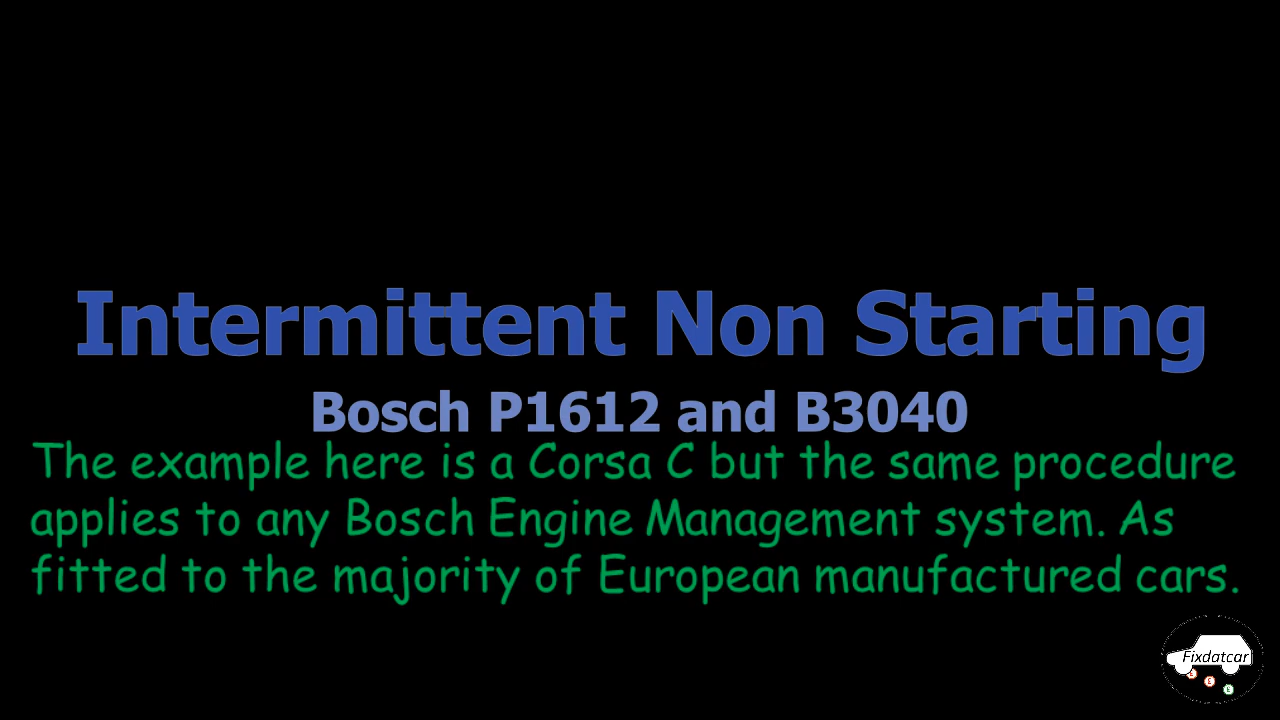 Intermittent Non Starting
Bosch P1612 and B3040
The example here is a Corsa C but the same procedure
applies to any Bosch Engine Management system. As
fitted to the majority of European manufactured cars.
Fixdatcar